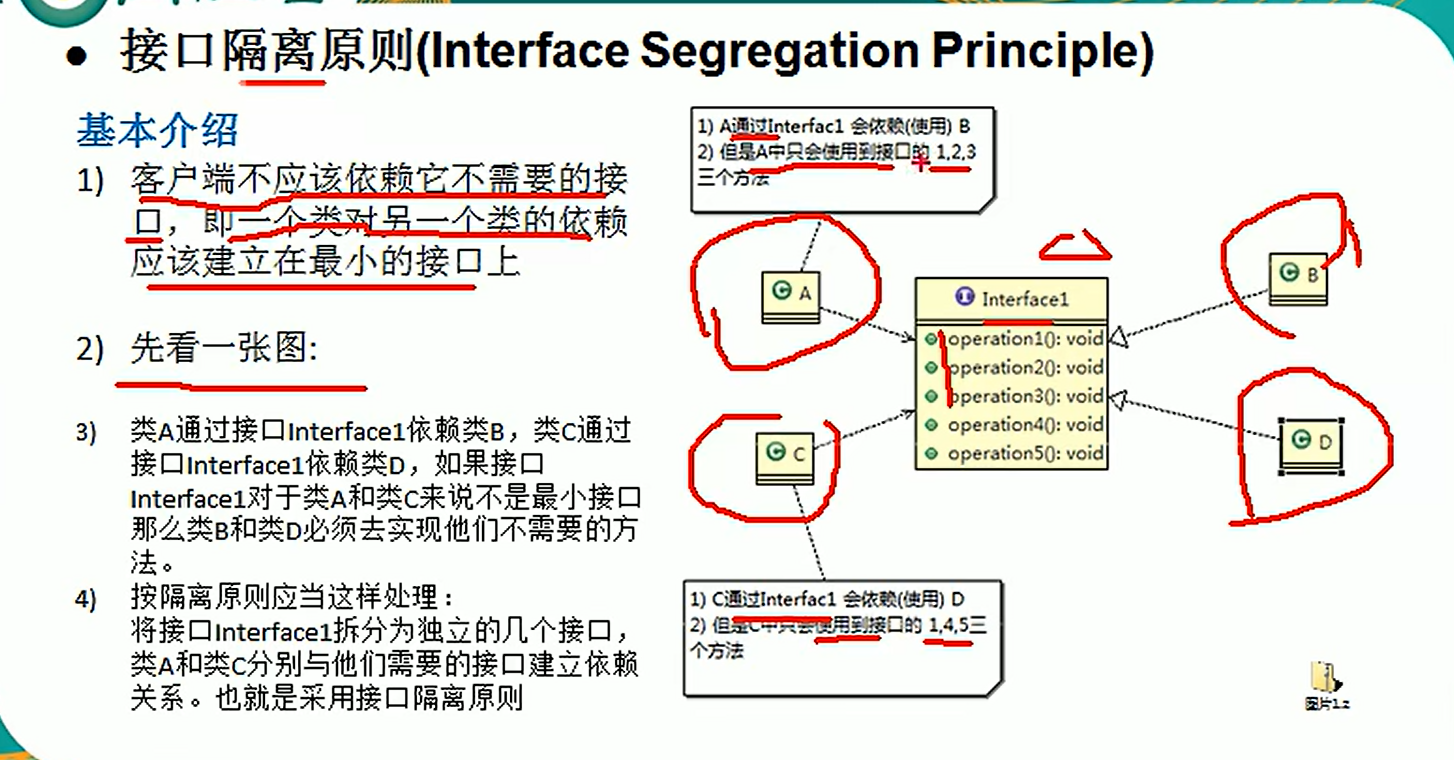 ● 接口隔离原则(Interface Segregation Principle)
基本介绍
1) 客户端不应该依赖它不需要的接
口，即一个类对另一个类的依赖
应该建立在最小的接口上
2) 先看一张图:
3) 类A通过接口Interface1依赖类B，类C通过
接口Interface1依赖类D，如果接口
Interface1对于类A和类C来说不是最小接口
那么类B和类D必须去实现他们不需要的方
法。
4) 按隔离原则应当这样处理：
将接口Interface1拆分为独立的几个接口，
类A和类C分别与他们需要的接口建立依赖
关系。也就是采用接口隔离原则
1) A通过Interfac1 会依赖(使用) B
2) 但是A中只会使用到接口的 1,2,3
三个方法
A
Interface1
operation1(): void
operation2(): void
operation3(): void
operation4(): void
operation5(): void
B
C
D
1) C通过Interfac1 会依赖(使用) D
2) 但是C中只会使用到接口的 1,4,5三
个方法
图片1.z